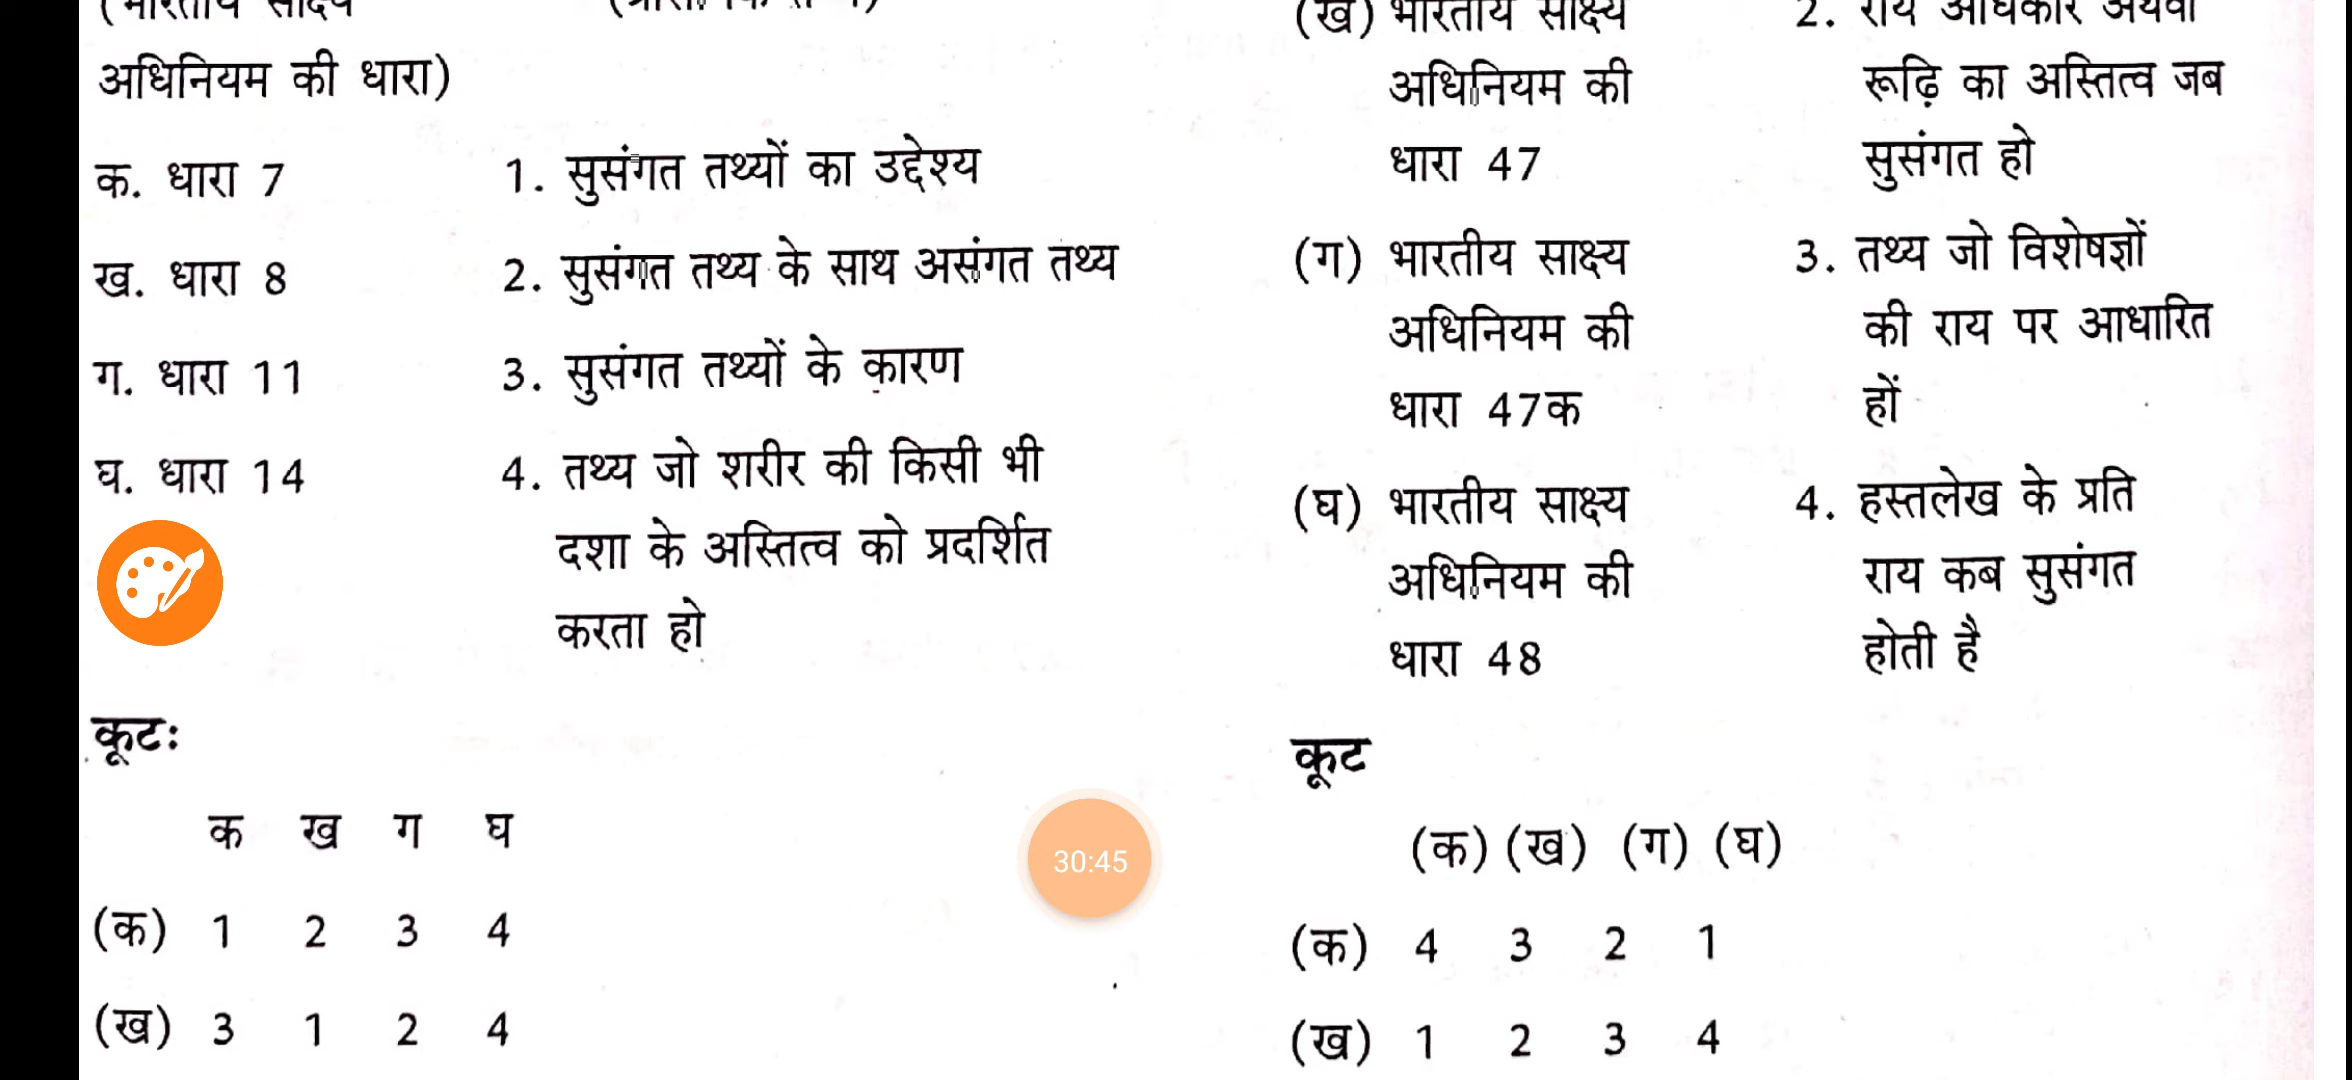 अधिनियम की धारा)
क. धारा 7 1. सुसंगत तथ्यों का उद्देश्य
ख. धारा 8 2. सुसंगत तथ्य के साथ असंगत तथ्य
ग. धारा 11 3. सुसंगत तथ्यों के कारण
घ. धारा 14 4. तथ्य जो शरीर की किसी भी
दशा के अस्तित्व को प्रदर्शित
करता हो
कूटः
क ख ग घ
(क) 1 2 3 4
(ख) 3 1 2 4
30:45
(ख) भारतीय साक्ष्य 2. राय अधिकार अथवा
अधिनियम की रूढ़ि का अस्तित्व जब
धारा 47 सुसंगत हो
(ग) भारतीय साक्ष्य 3. तथ्य जो विशेषज्ञों
अधिनियम की की राय पर आधारित
धारा 47क हों
(घ) भारतीय साक्ष्य 4. हस्तलेख के प्रति
अधिनियम की राय कब सुसंगत
धारा 48 होती है
कूट
(क) (ख) (ग) (घ)
(क) 4 3 2 1
(ख) 1 2 3 4